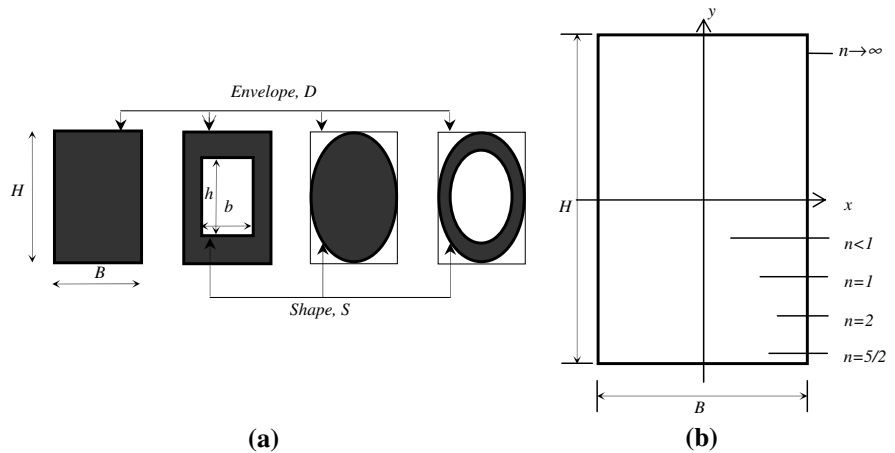 Envelope, D
H
h
b
B
Shape, S
(a)
y
n→∞
H
x
n<1
n=1
n=2
n=5/2
B
(b)